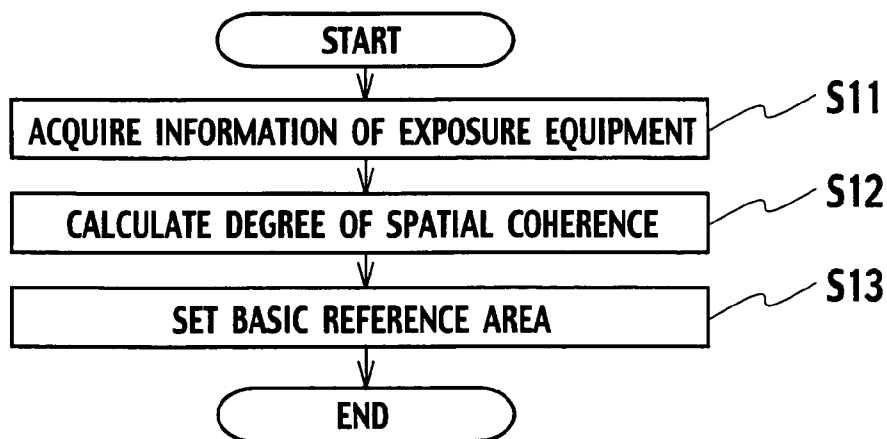 START
ACQUIRE INFORMATION OF EXPOSURE EQUIPMENT
S11
CALCULATE DEGREE OF SPATIAL COHERENCE
S12
SET BASIC REFERENCE AREA
S13
END